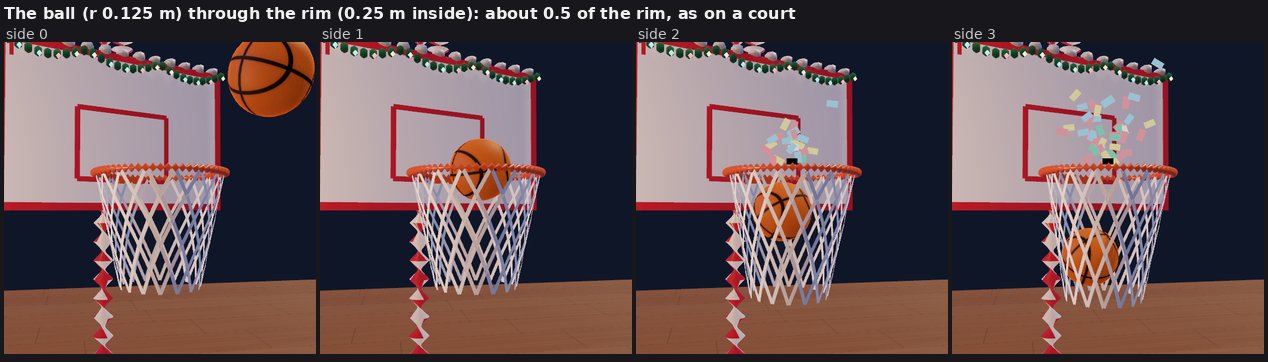 The ball (r 0.125 m) through the rim (0.25 m inside): about 0.5 of the rim, as on a court
side 0
side 1
side 2
side 3